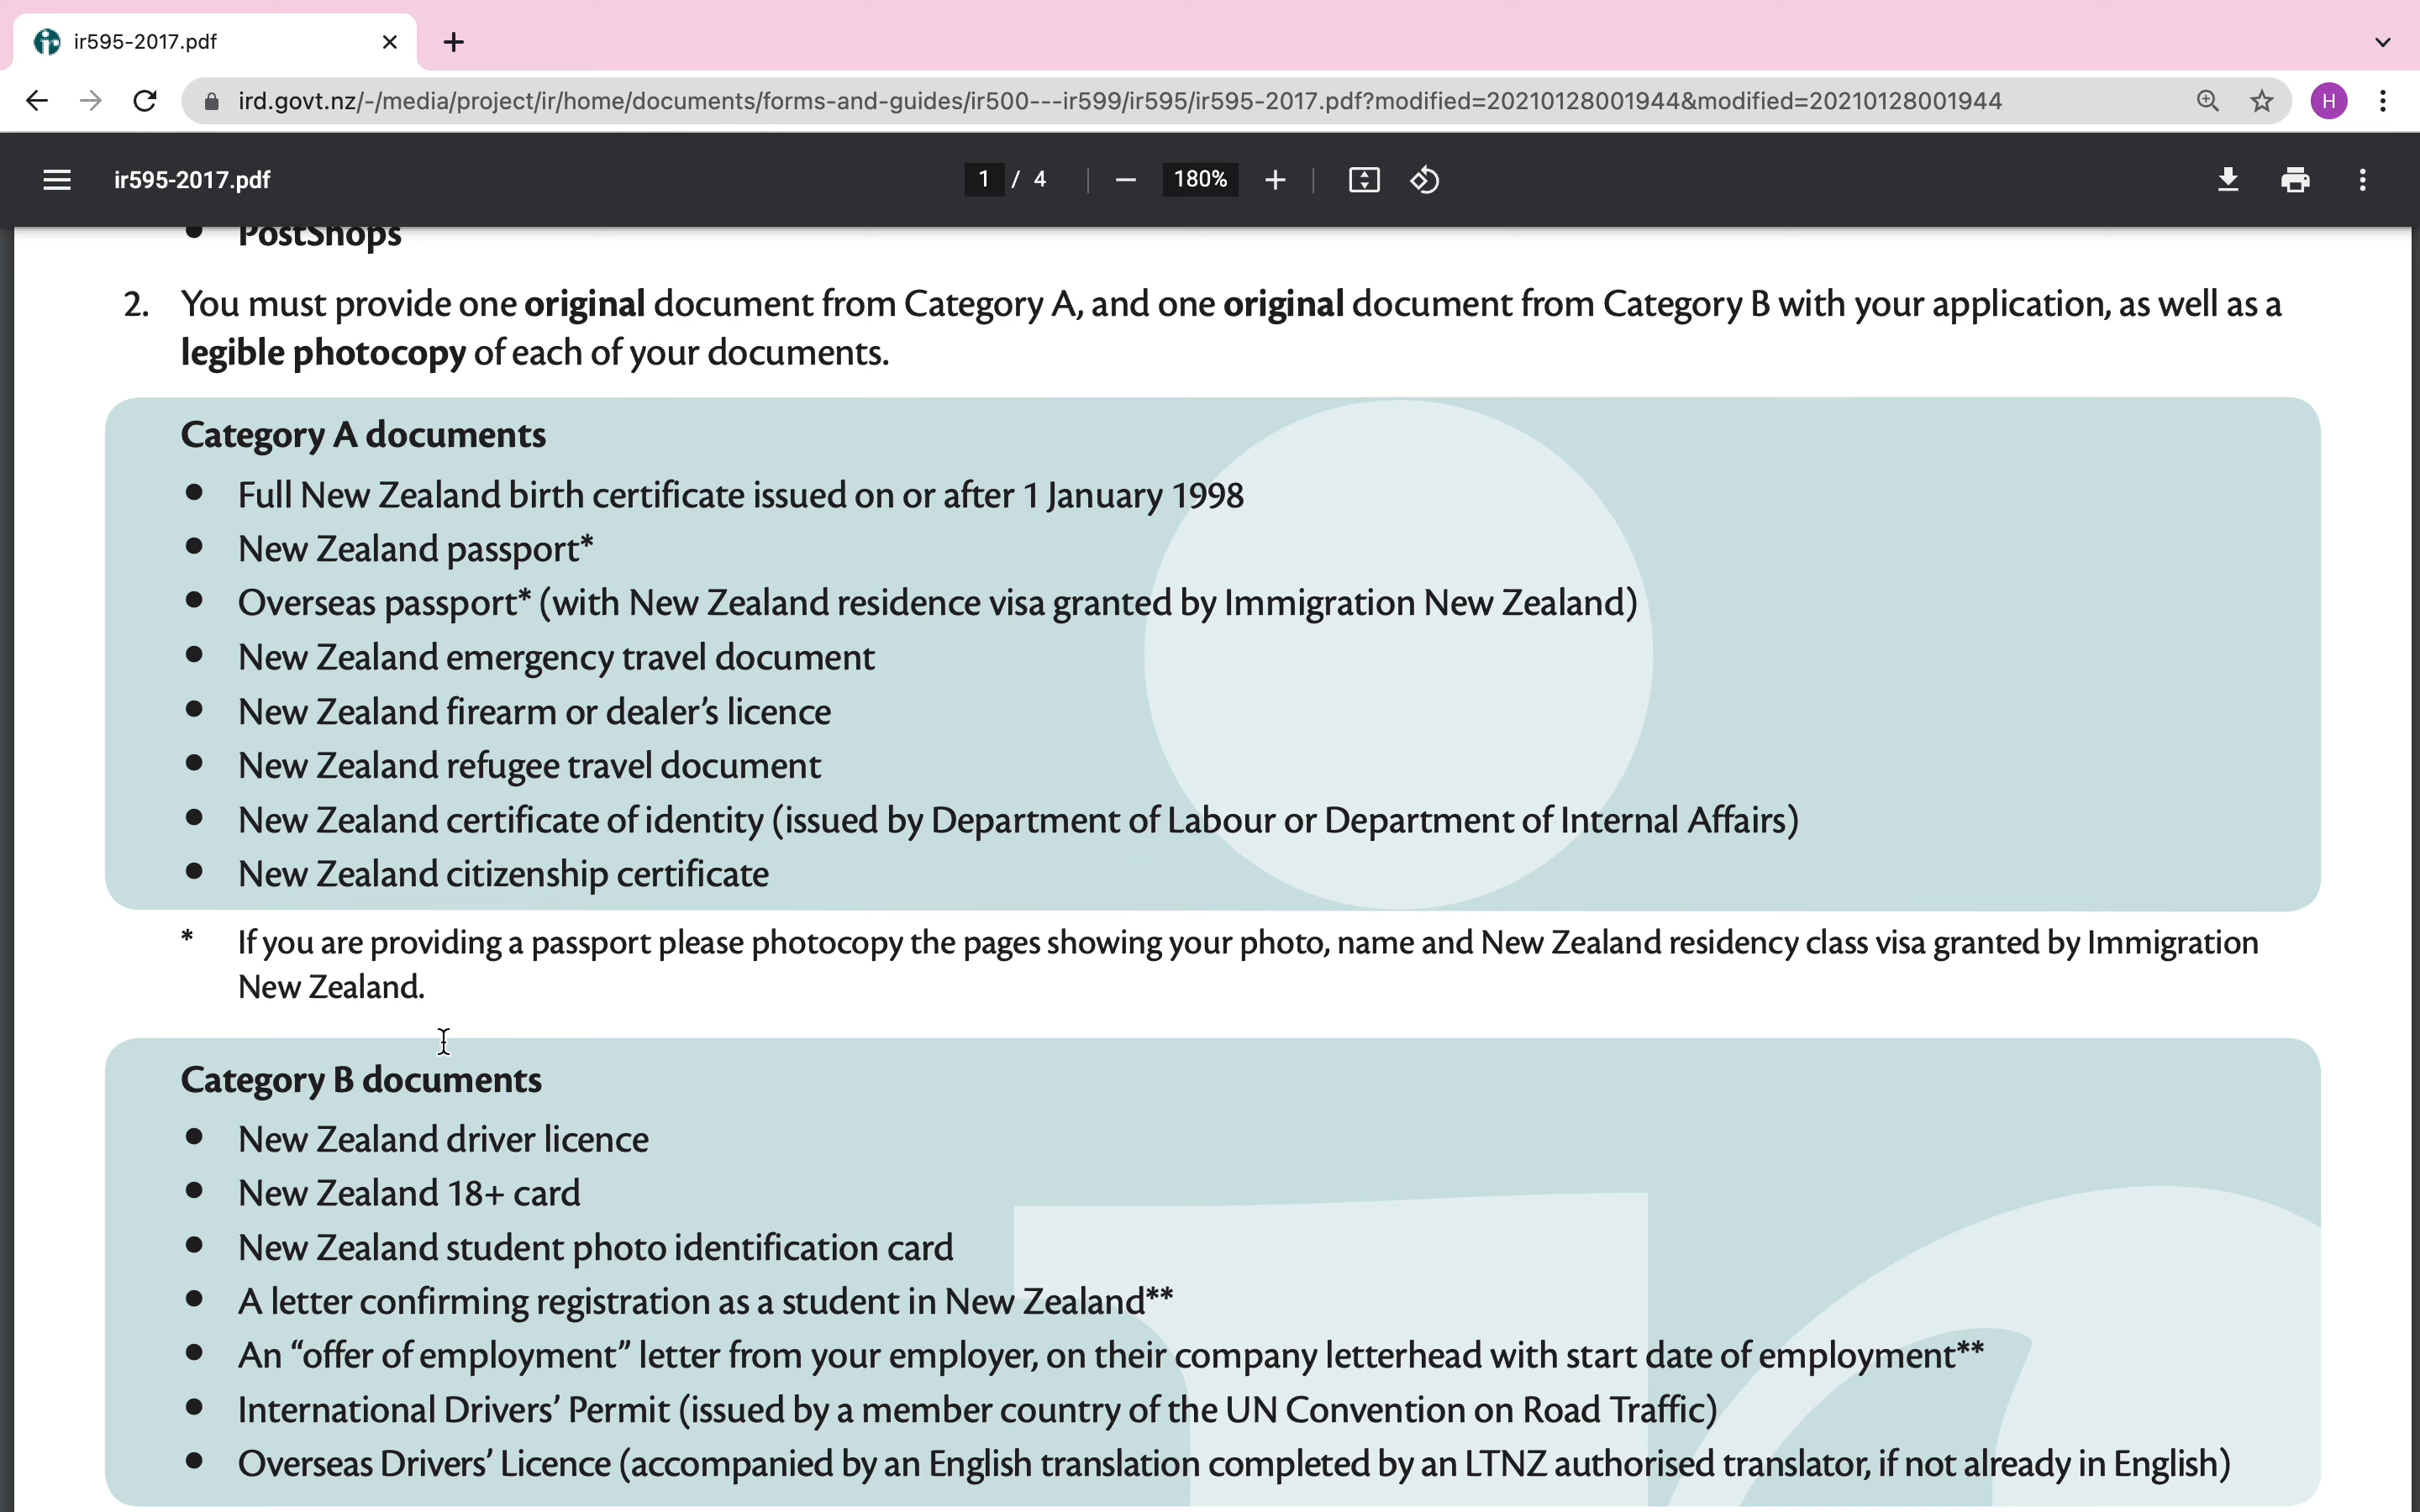 ir595-2017.pdf
ird.govt.nz/-/media/project/ir/home/documents/forms-and-guides/ir500---ir599/ir595/ir595-2017.pdf?modified=20210128001944&modified=20210128001944
H
ir595-2017.pdf
1 / 4
180%
• PostShops
2. You must provide one original document from Category A, and one original document from Category B with your application, as well as a
legible photocopy of each of your documents.
Category A documents
• Full New Zealand birth certificate issued on or after 1 January 1998
• New Zealand passport*
• Overseas passport* (with New Zealand residence visa granted by Immigration New Zealand)
• New Zealand emergency travel document
• New Zealand firearm or dealer’s licence
• New Zealand refugee travel document
• New Zealand certificate of identity (issued by Department of Labour or Department of Internal Affairs)
• New Zealand citizenship certificate
* If you are providing a passport please photocopy the pages showing your photo, name and New Zealand residency class visa granted by Immigration
New Zealand.
Category B documents
• New Zealand driver licence
• New Zealand 18+ card
• New Zealand student photo identification card
• A letter confirming registration as a student in New Zealand**
• An “offer of employment” letter from your employer, on their company letterhead with start date of employment**
• International Drivers’ Permit (issued by a member country of the UN Convention on Road Traffic)
• Overseas Drivers’ Licence (accompanied by an English translation completed by an LTNZ authorised translator, if not already in English)